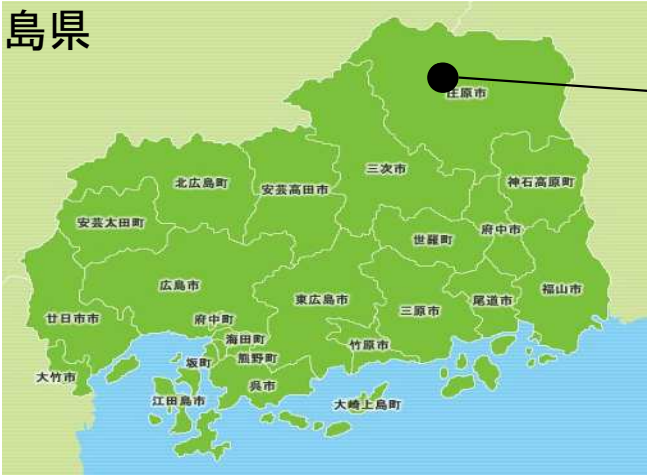 島県
庄原市
三次市
北広島町
安芸高田市
神石高原町
安芸太田町
府中市
世羅町
広島市
福山市
東広島市
尾道市
三原市
廿日市市
府中町
海田町
竹原市
坂町
熊野町
大竹市
呉市
江田島市
大崎上島町